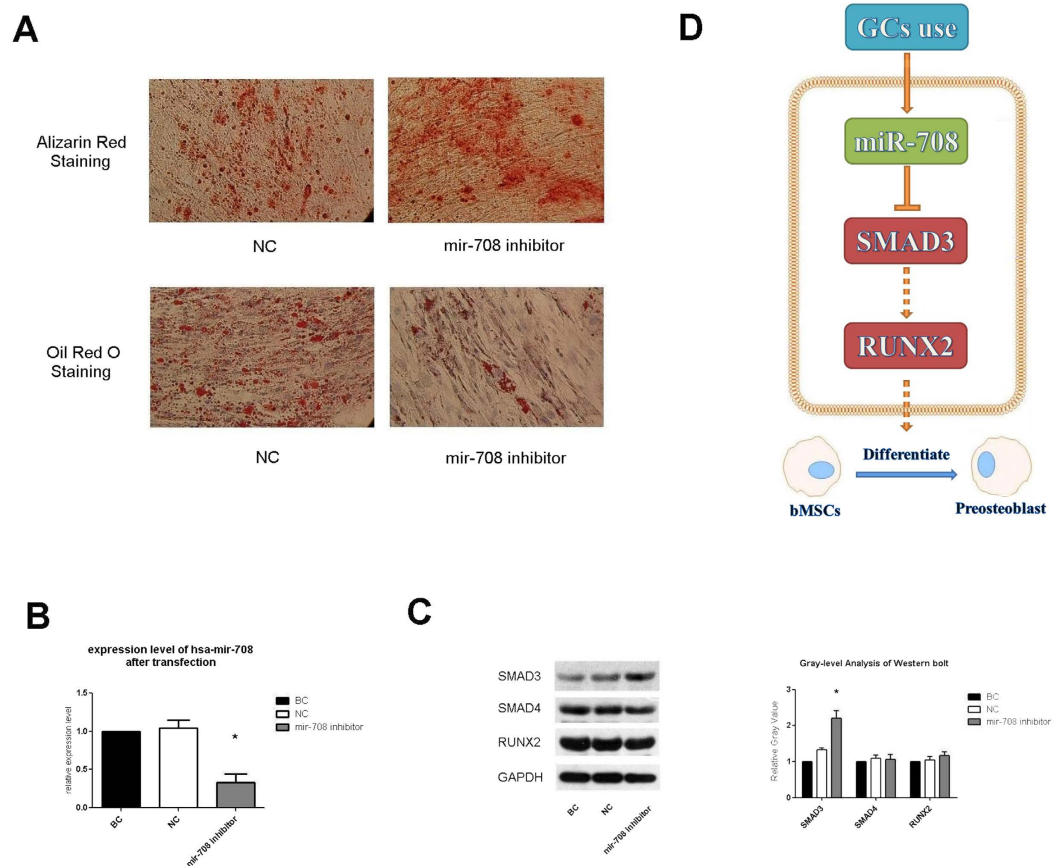 A
Alizarin Red
Staining
NC
mir-708 inhibitor
Oil Red O
Staining
NC
mir-708 inhibitor
D
GCs use
miR-708
SMAD3
RUNX2
Differentiate
bMSCs
Preosteoblast
B
expression level of hsa-mir-708
after transfection
relative expression level
1.5
1.0
0.5
0.0
*
BC
NC
mir-708 inhibitor
BC
NC
mir-708 inhibitor
C
SMAD3
SMAD4
RUNX2
GAPDH
BC
NC
mir-708 inhibitor
Gray-level Analysis of Western bolt
Relative Gray Value
3
2
1
0
*
SMAD3
SMAD4
RUNX2
BC
NC
mir-708 inhibitor